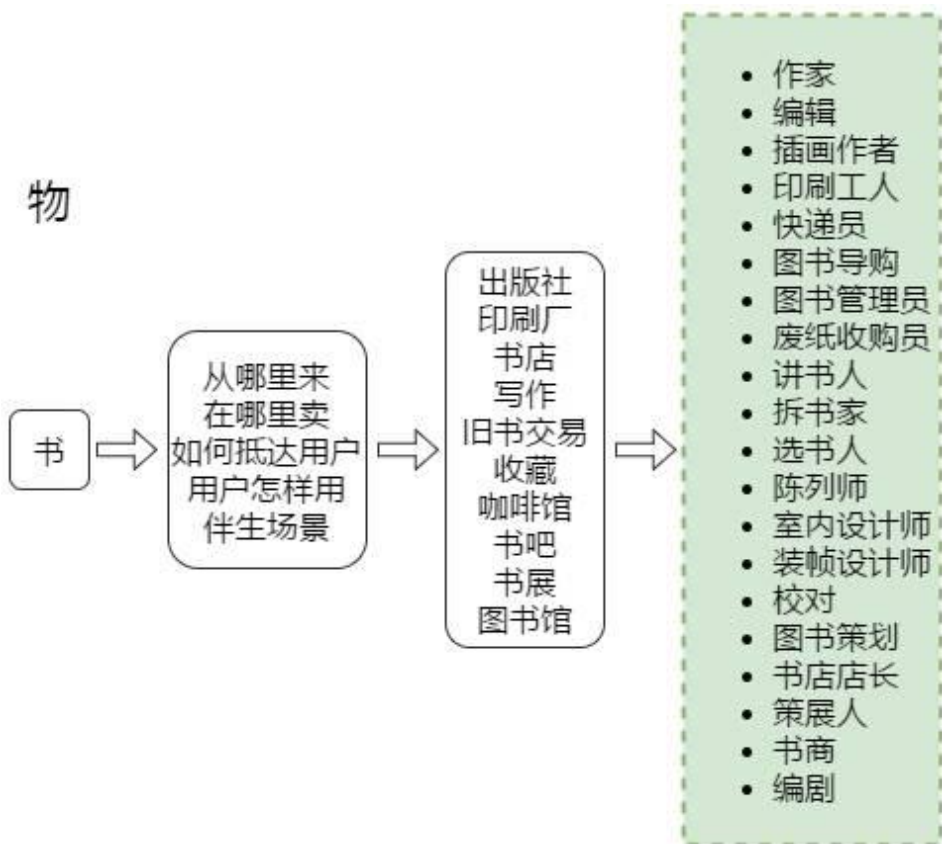 物
书
从哪里来
在哪里卖
如何抵达用户
用户怎样用
伴生场景
出版社
印刷厂
书店
写作
旧书交易
收藏
咖啡馆
书吧
书展
图书馆
• 作家
• 编辑
• 插画作者
• 印刷工人
• 快递员
• 图书导购
• 图书管理员
• 废纸收购员
• 讲书人
• 拆书家
• 选书人
• 陈列师
• 室内设计师
• 装帧设计师
• 校对
• 图书策划
• 书店店长
• 策展人
• 书商
• 编剧